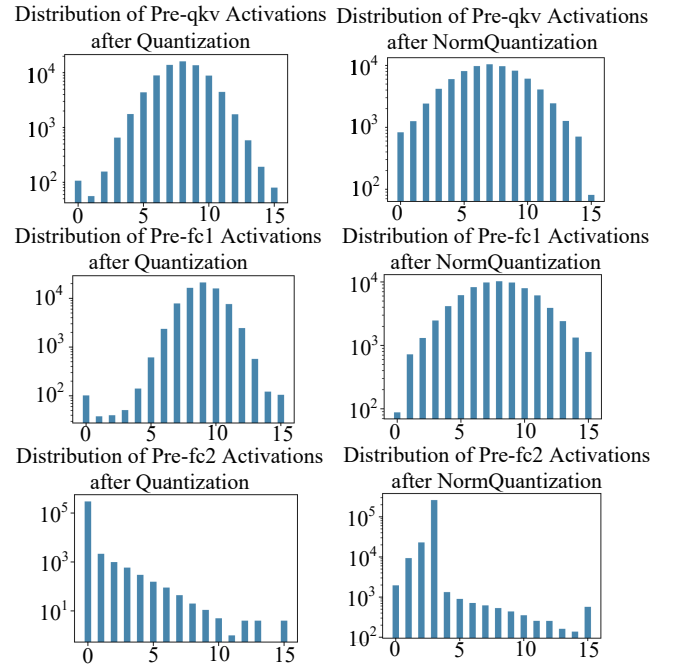 Distribution of Pre-qkv Activations
after Quantization
10^4
10^3
10^2
0 5 10 15
Distribution of Pre-qkv Activations
after NormQuantization
10^4
10^3
10^2
0 5 10 15
Distribution of Pre-fc1 Activations
after Quantization
10^4
10^3
10^2
0 5 10 15
Distribution of Pre-fc1 Activations
after NormQuantization
10^4
10^3
10^2
0 5 10 15
Distribution of Pre-fc2 Activations
after Quantization
10^5
10^3
10^1
0 5 10 15
Distribution of Pre-fc2 Activations
after NormQuantization
10^5
10^4
10^3
10^2
0 5 10 15